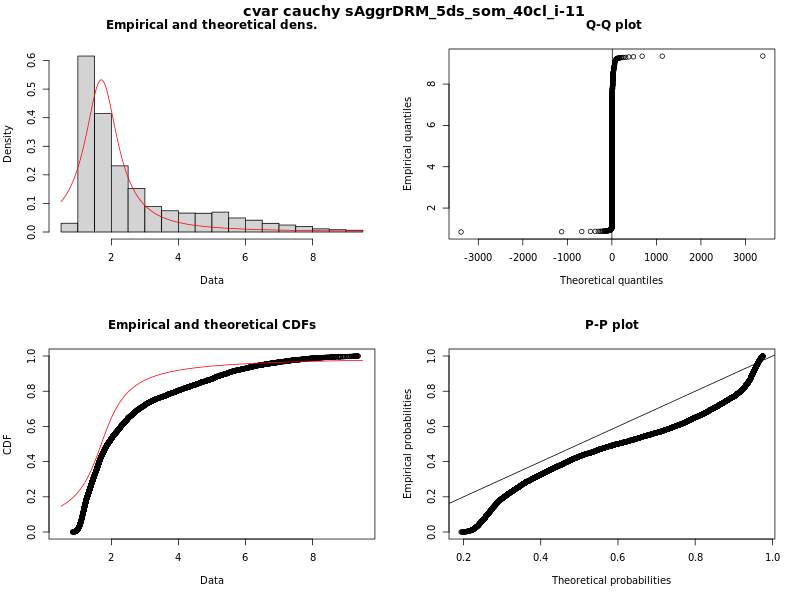 cvar cauchy sAggrDRM_5ds_som_40cl_i-11
Empirical and theoretical dens.
Density
0.0 0.1 0.2 0.3 0.4 0.5 0.6
2 4 6 8
Data
Q-Q plot
Empirical quantiles
2 4 6 8
-3000 -2000 -1000 0 1000 2000 3000
Theoretical quantiles
Empirical and theoretical CDFs
CDF
0.0 0.2 0.4 0.6 0.8 1.0
2 4 6 8
Data
P-P plot
Empirical probabilities
0.0 0.2 0.4 0.6 0.8 1.0
0.2 0.4 0.6 0.8 1.0
Theoretical probabilities